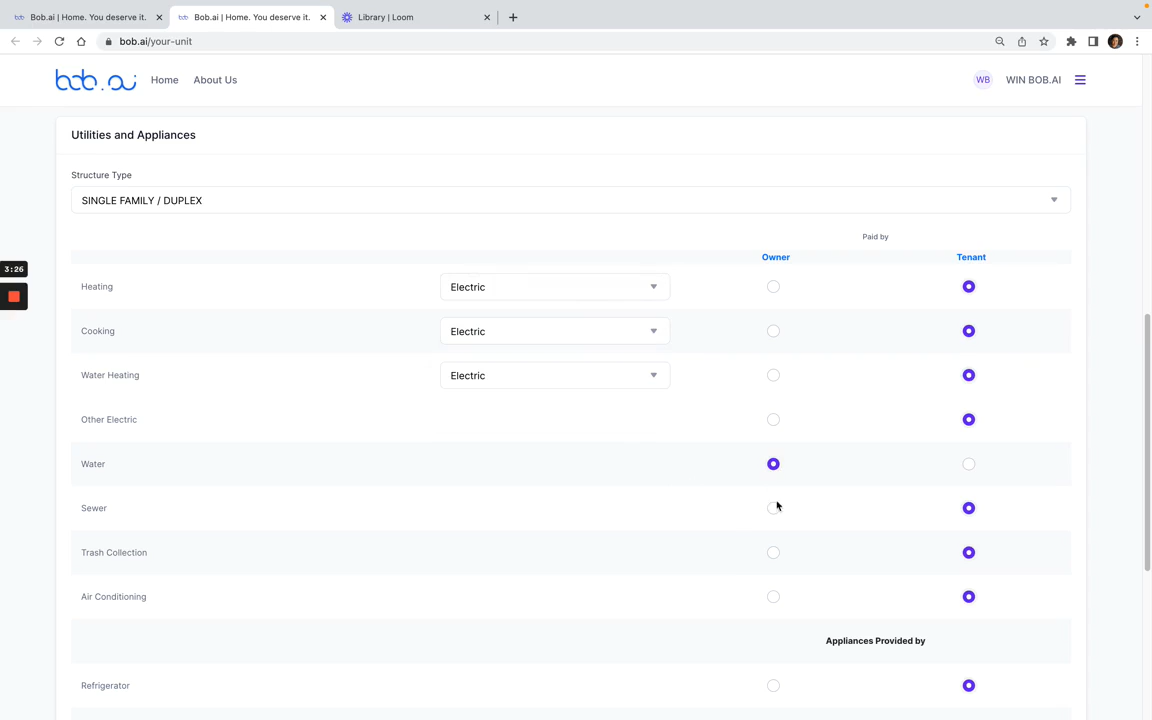 Bob.ai | Home. You deserve it. Bob.ai | Home. You deserve it. Library | Loom
bob.ai/your-unit
bob.ai Home About Us WB WIN BOB.AI
Utilities and Appliances
Structure Type
SINGLE FAMILY / DUPLEX
Paid by
Owner Tenant
3:26
Heating Electric
Cooking Electric
Water Heating Electric
Other Electric
Water
Sewer
Trash Collection
Air Conditioning
Appliances Provided by
Refrigerator